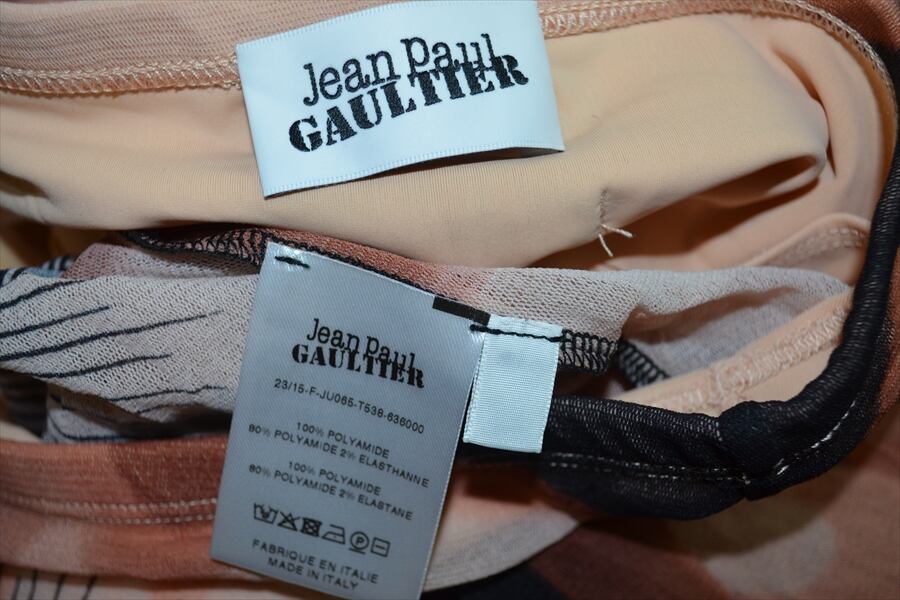 Jean Paul
GAULTIER
Jean Paul
GAULTIER
23/15-F-JU065-T538-636000
100% POLYAMIDE
80% POLYAMIDE 2% ELASTHANNE
100% POLYAMIDE
80% POLYAMIDE 2% ELASTANE
FABRIQUE EN ITALIE
MADE IN ITALY